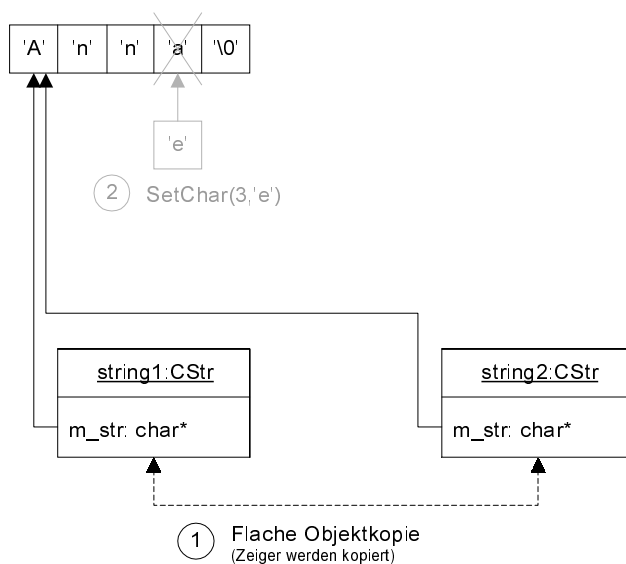 'A' 'n' 'n' 'a' '\0'
'e'
2 SetChar(3,'e')
string1:CStr
string2:CStr
m_str: char*
m_str: char*
1 Flache Objektkopie
(Zeiger werden kopiert)